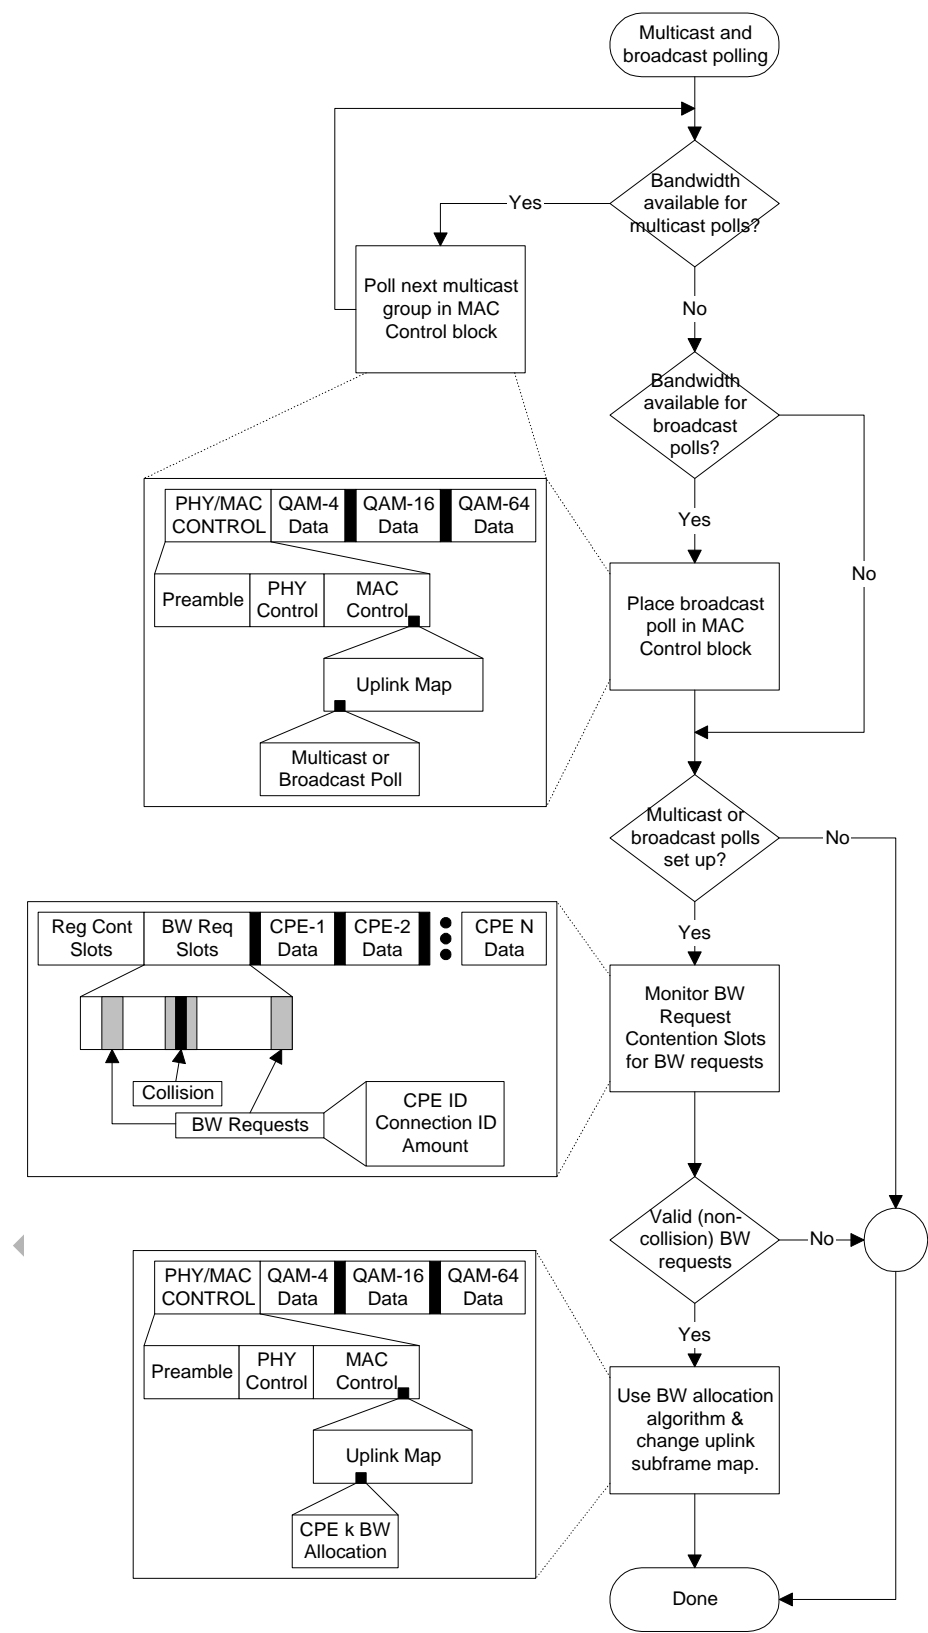 Multicast and
broadcast polling
Bandwidth
available for
multicast polls?
Yes
Poll next multicast
group in MAC
Control block
No
Bandwidth
available for
broadcast
polls?
PHY/MAC
CONTROL
QAM-4
Data
QAM-16
Data
QAM-64
Data
Yes
No
Preamble
PHY
Control
MAC
Control
Place broadcast
poll in MAC
Control block
Uplink Map
Multicast or
Broadcast Poll
Multicast or
broadcast polls
set up?
No
Reg Cont
Slots
BW Req
Slots
CPE-1
Data
CPE-2
Data
CPE N
Data
Yes
Monitor BW
Request
Contention Slots
for BW requests
Collision
BW Requests
CPE ID
Connection ID
Amount
Valid (non-
collision) BW
requests
No
PHY/MAC
CONTROL
QAM-4
Data
QAM-16
Data
QAM-64
Data
Yes
Preamble
PHY
Control
MAC
Control
Use BW allocation
algorithm &
change uplink
subframe map.
Uplink Map
CPE k BW
Allocation
Done